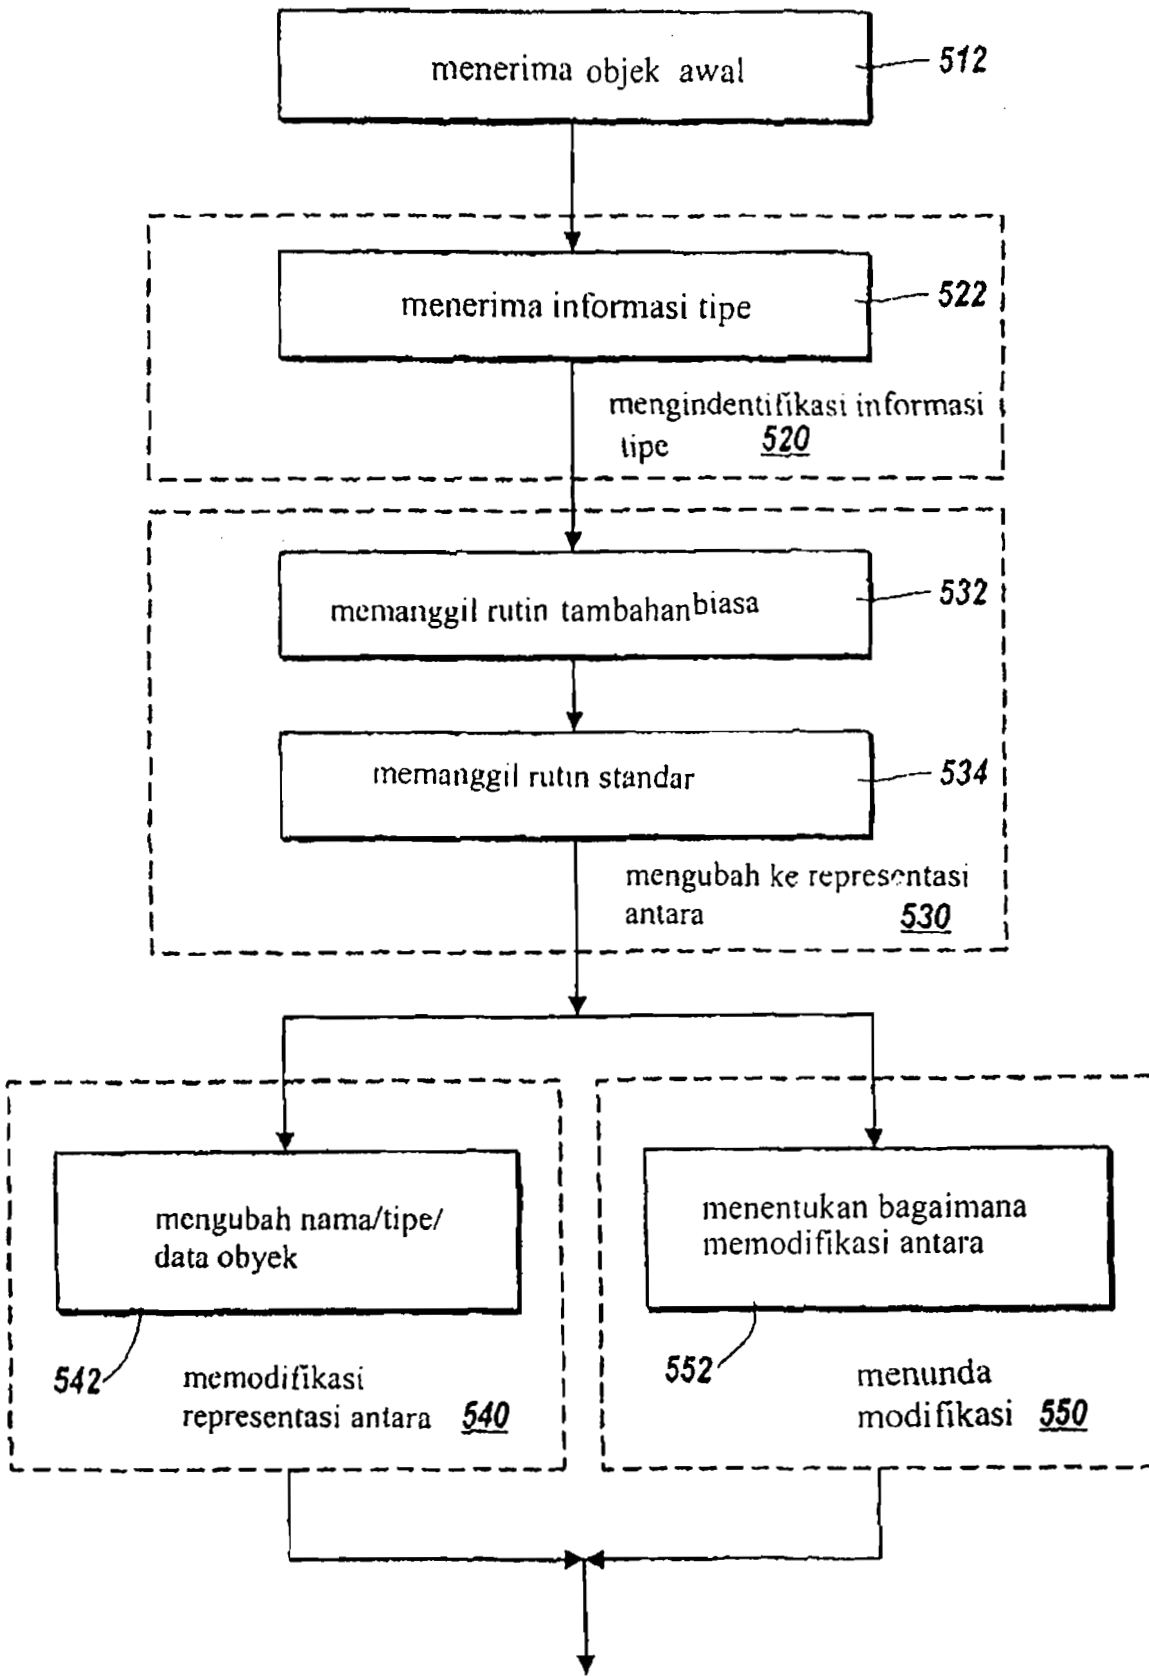 menerima objek awal 512
menerima informasi tipe 522
mengindentifikasi informasi
tipe 520
memanggil rutin tambahan biasa 532
memanggil rutin standar 534
mengubah ke representasi
antara 530
mengubah nama/tipe/
data obyek
542
memodifikasi
representasi antara 540
menentukan bagaimana
memodifikasi antara
552
menunda
modifikasi 550